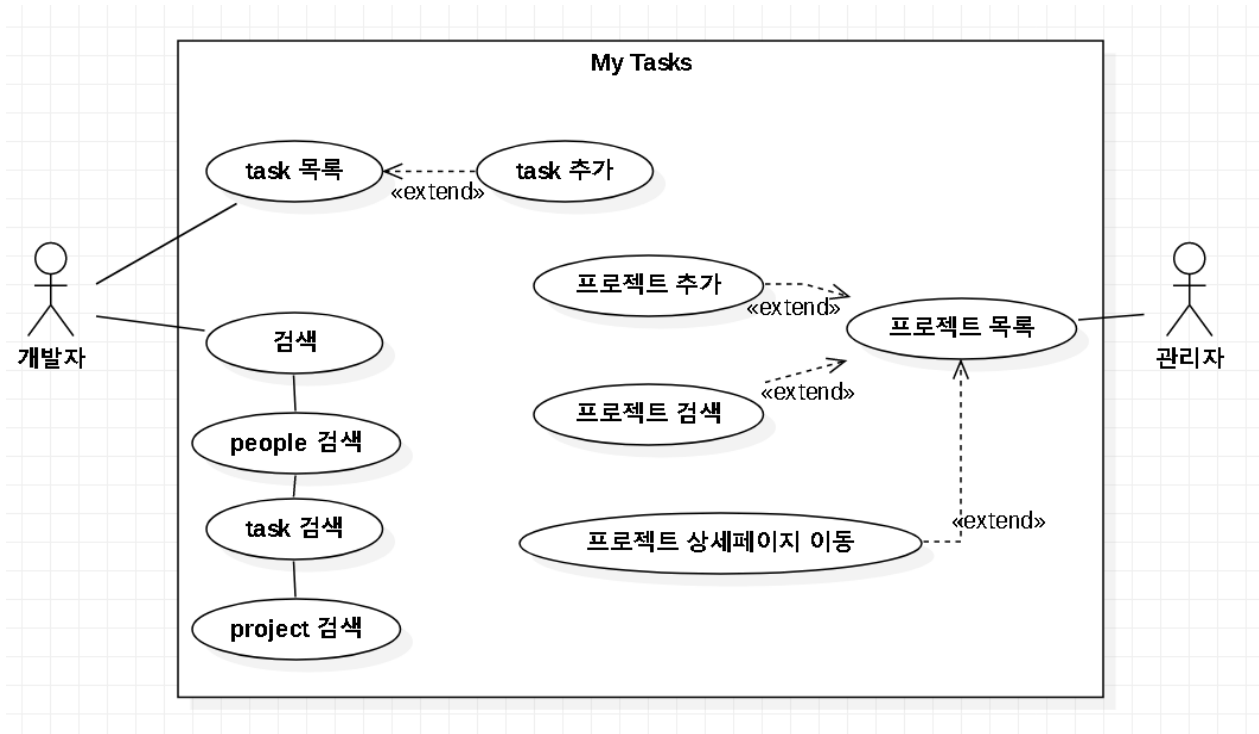 My Tasks
task 목록
task 추가
«extend»
프로젝트 추가
«extend»
프로젝트 목록
개발자
관리자
검색
프로젝트 검색
«extend»
people 검색
task 검색
프로젝트 상세페이지 이동
«extend»
project 검색